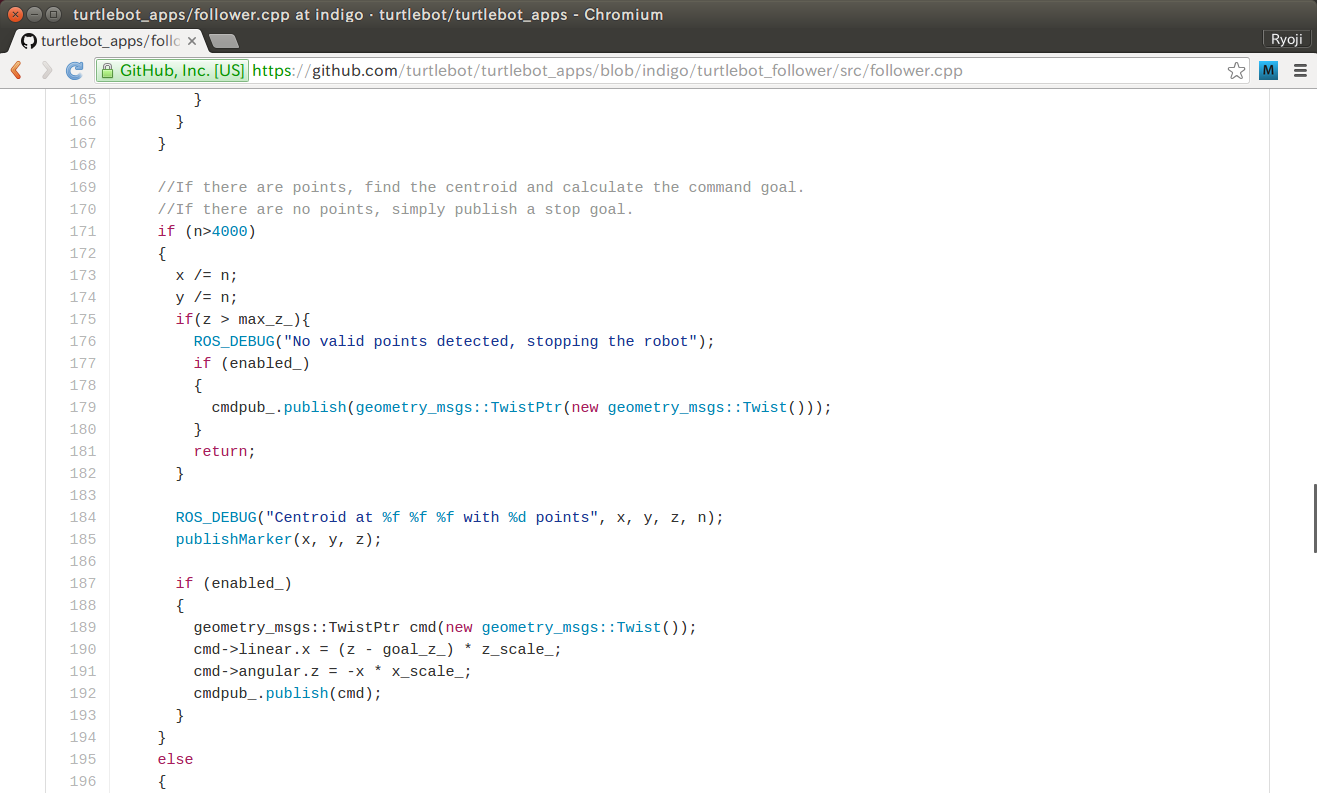 turtlebot_apps/follower.cpp at indigo · turtlebot/turtlebot_apps - Chromium
turtlebot_apps/follo
Ryoji
GitHub, Inc. [US] https://github.com/turtlebot/turtlebot_apps/blob/indigo/turtlebot_follower/src/follower.cpp
M
165 }
166 }
167 }
168
169 //If there are points, find the centroid and calculate the command goal.
170 //If there are no points, simply publish a stop goal.
171 if (n>4000)
172 {
173 x /= n;
174 y /= n;
175 if(z > max_z_){
176 ROS_DEBUG("No valid points detected, stopping the robot");
177 if (enabled_)
178 {
179 cmdpub_.publish(geometry_msgs::TwistPtr(new geometry_msgs::Twist()));
180 }
181 return;
182 }
183
184 ROS_DEBUG("Centroid at %f %f %f with %d points", x, y, z, n);
185 publishMarker(x, y, z);
186
187 if (enabled_)
188 {
189 geometry_msgs::TwistPtr cmd(new geometry_msgs::Twist());
190 cmd->linear.x = (z - goal_z_) * z_scale_;
191 cmd->angular.z = -x * x_scale_;
192 cmdpub_.publish(cmd);
193 }
194 }
195 else
196 {